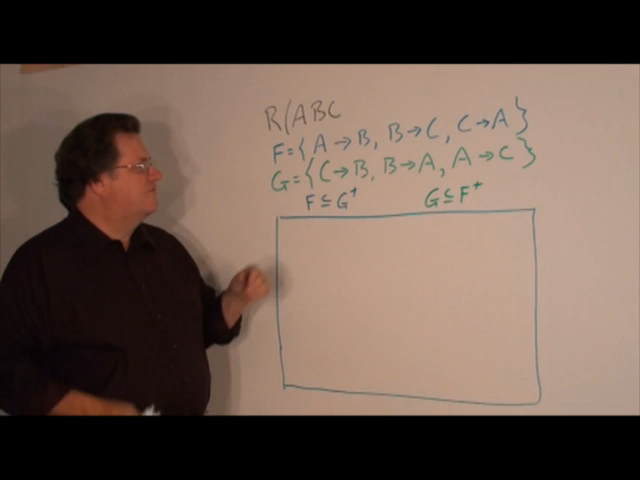 R(ABC
F={A→B, B→C, C→A}
G={C→B, B→A, A→C}
F⊆G⁺ G⊆F⁺